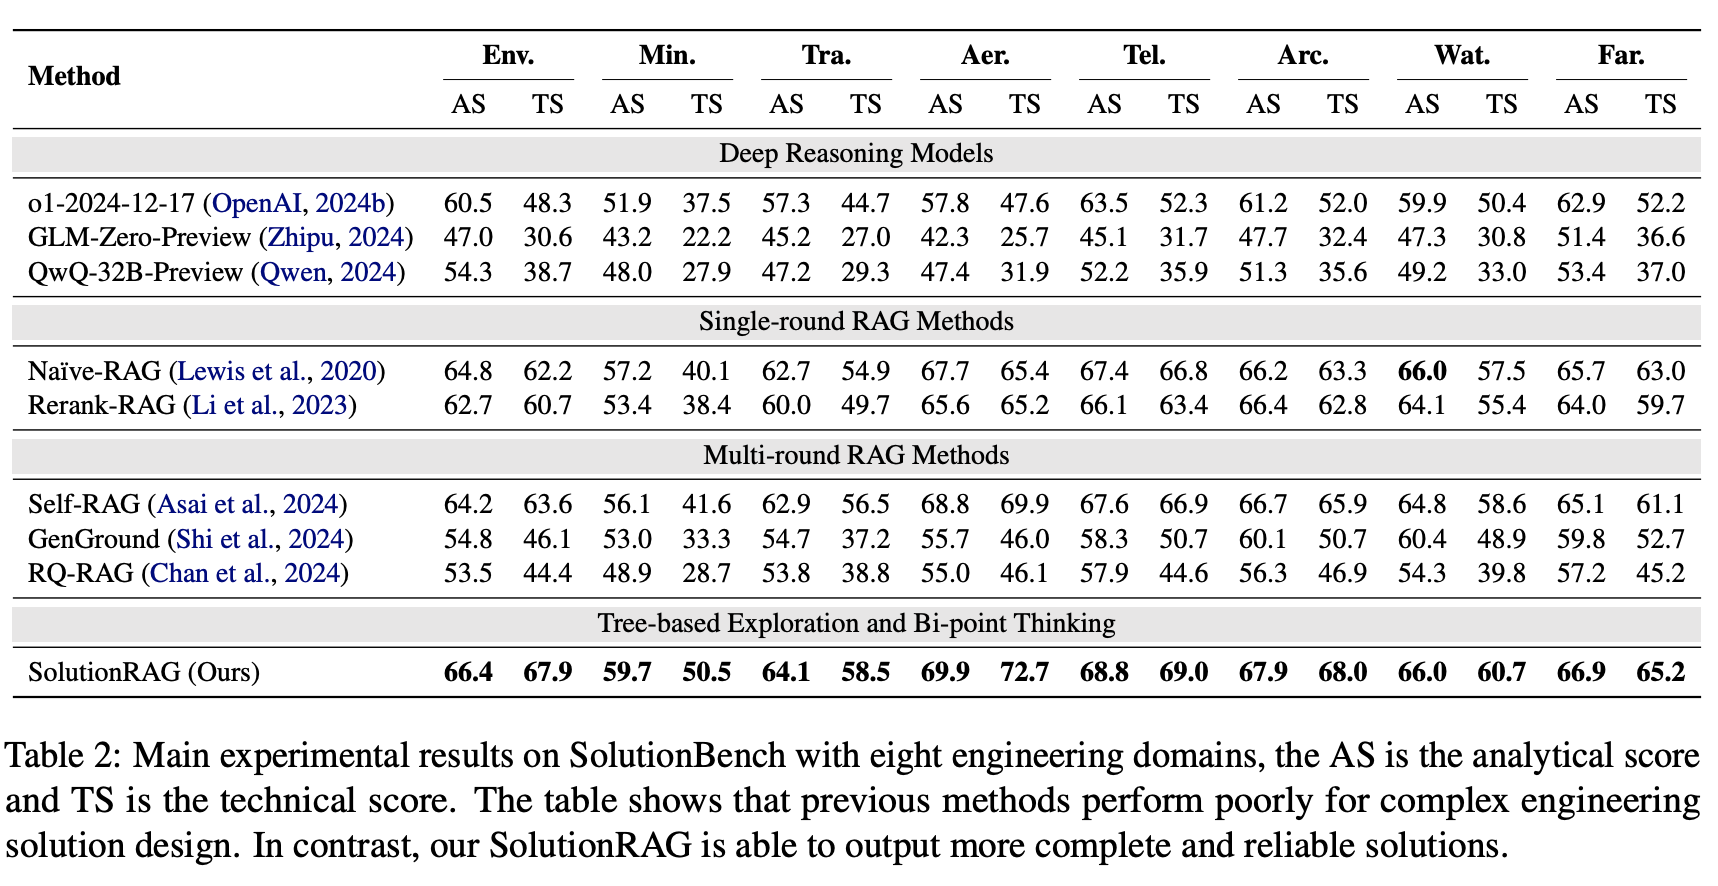 Method Env. Min. Tra. Aer. Tel. Arc. Wat. Far.
AS TS AS TS AS TS AS TS AS TS AS TS AS TS AS TS
Deep Reasoning Models
o1-2024-12-17 (OpenAI, 2024b) 60.5 48.3 51.9 37.5 57.3 44.7 57.8 47.6 63.5 52.3 61.2 52.0 59.9 50.4 62.9 52.2
GLM-Zero-Preview (Zhipu, 2024) 47.0 30.6 43.2 22.2 45.2 27.0 42.3 25.7 45.1 31.7 47.7 32.4 47.3 30.8 51.4 36.6
QwQ-32B-Preview (Qwen, 2024) 54.3 38.7 48.0 27.9 47.2 29.3 47.4 31.9 52.2 35.9 51.3 35.6 49.2 33.0 53.4 37.0
Single-round RAG Methods
Naïve-RAG (Lewis et al., 2020) 64.8 62.2 57.2 40.1 62.7 54.9 67.7 65.4 67.4 66.8 66.2 63.3 66.0 57.5 65.7 63.0
Rerank-RAG (Li et al., 2023) 62.7 60.7 53.4 38.4 60.0 49.7 65.6 65.2 66.1 63.4 66.4 62.8 64.1 55.4 64.0 59.7
Multi-round RAG Methods
Self-RAG (Asai et al., 2024) 64.2 63.6 56.1 41.6 62.9 56.5 68.8 69.9 67.6 66.9 66.7 65.9 64.8 58.6 65.1 61.1
GenGround (Shi et al., 2024) 54.8 46.1 53.0 33.3 54.7 37.2 55.7 46.0 58.3 50.7 60.1 50.7 60.4 48.9 59.8 52.7
RQ-RAG (Chan et al., 2024) 53.5 44.4 48.9 28.7 53.8 38.8 55.0 46.1 57.9 44.6 56.3 46.9 54.3 39.8 57.2 45.2
Tree-based Exploration and Bi-point Thinking
SolutionRAG (Ours) 66.4 67.9 59.7 50.5 64.1 58.5 69.9 72.7 68.8 69.0 67.9 68.0 66.0 60.7 66.9 65.2
Table 2: Main experimental results on SolutionBench with eight engineering domains, the AS is the analytical score
and TS is the technical score. The table shows that previous methods perform poorly for complex engineering
solution design. In contrast, our SolutionRAG is able to output more complete and reliable solutions.